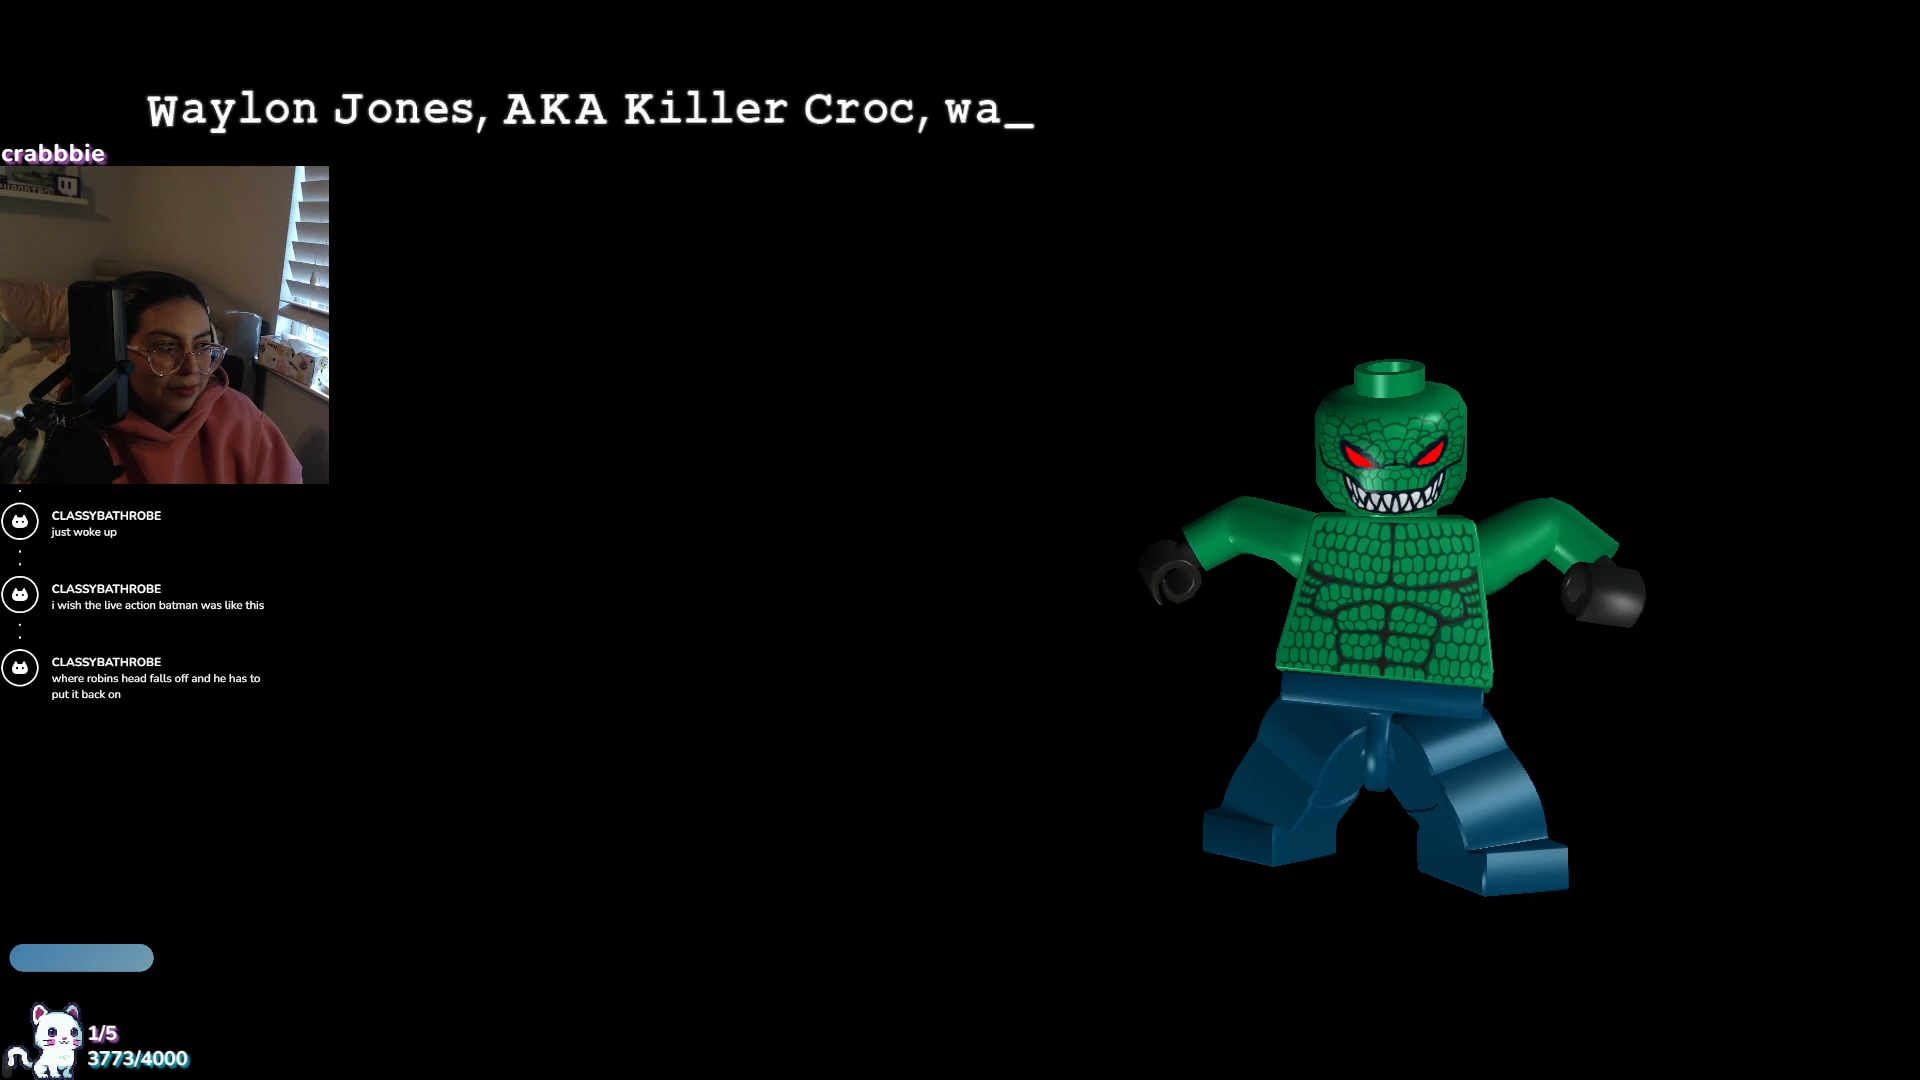 Waylon Jones, AKA Killer Croc, wa_
crabbbie
CLASSYBATHROBE
just woke up
CLASSYBATHROBE
i wish the live action batman was like this
CLASSYBATHROBE
where robins head falls off and he has to
put it back on
1/5
3773/4000